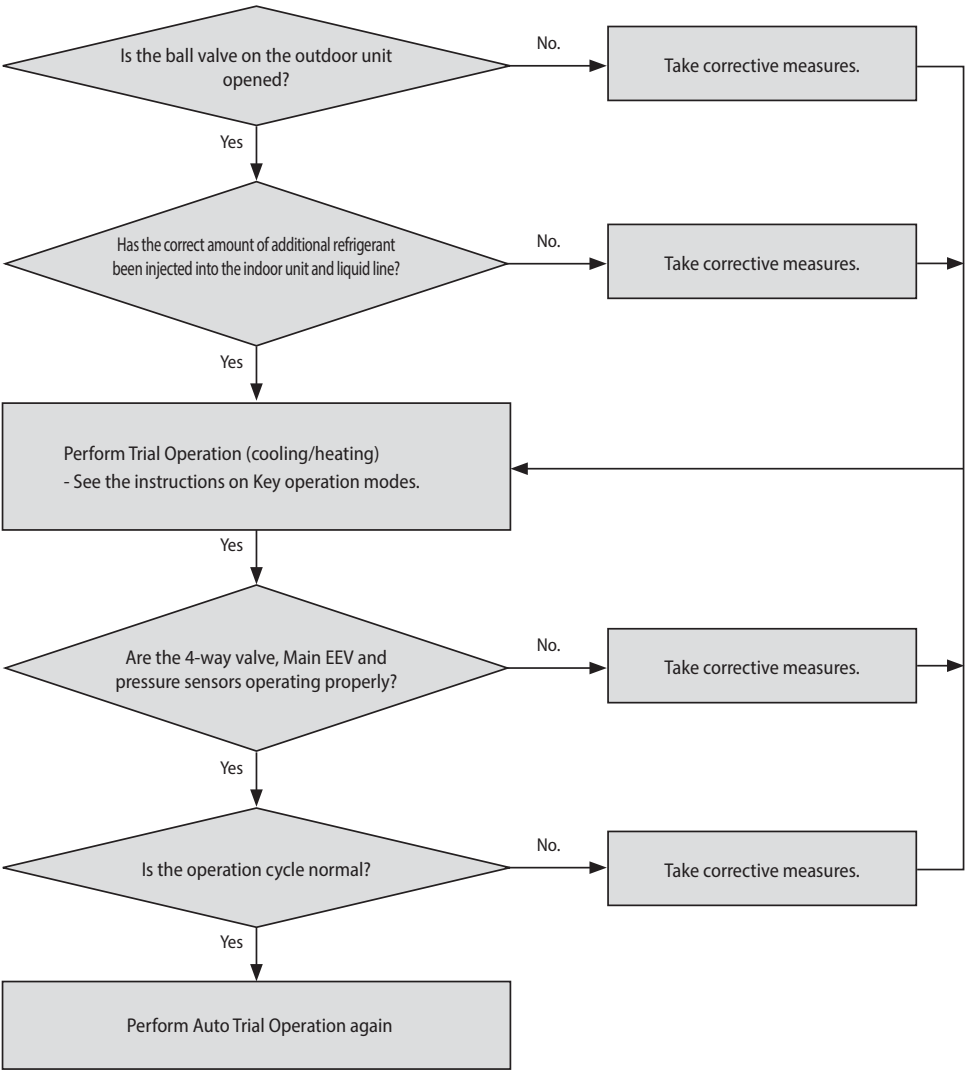 Is the ball valve on the outdoor unit
opened?
No.
Take corrective measures.
Yes
Has the correct amount of additional refrigerant
been injected into the indoor unit and liquid line?
No.
Take corrective measures.
Yes
Perform Trial Operation (cooling/heating)
- See the instructions on Key operation modes.
Yes
Are the 4-way valve, Main EEV and
pressure sensors operating properly?
No.
Take corrective measures.
Yes
Is the operation cycle normal?
No.
Take corrective measures.
Yes
Perform Auto Trial Operation again